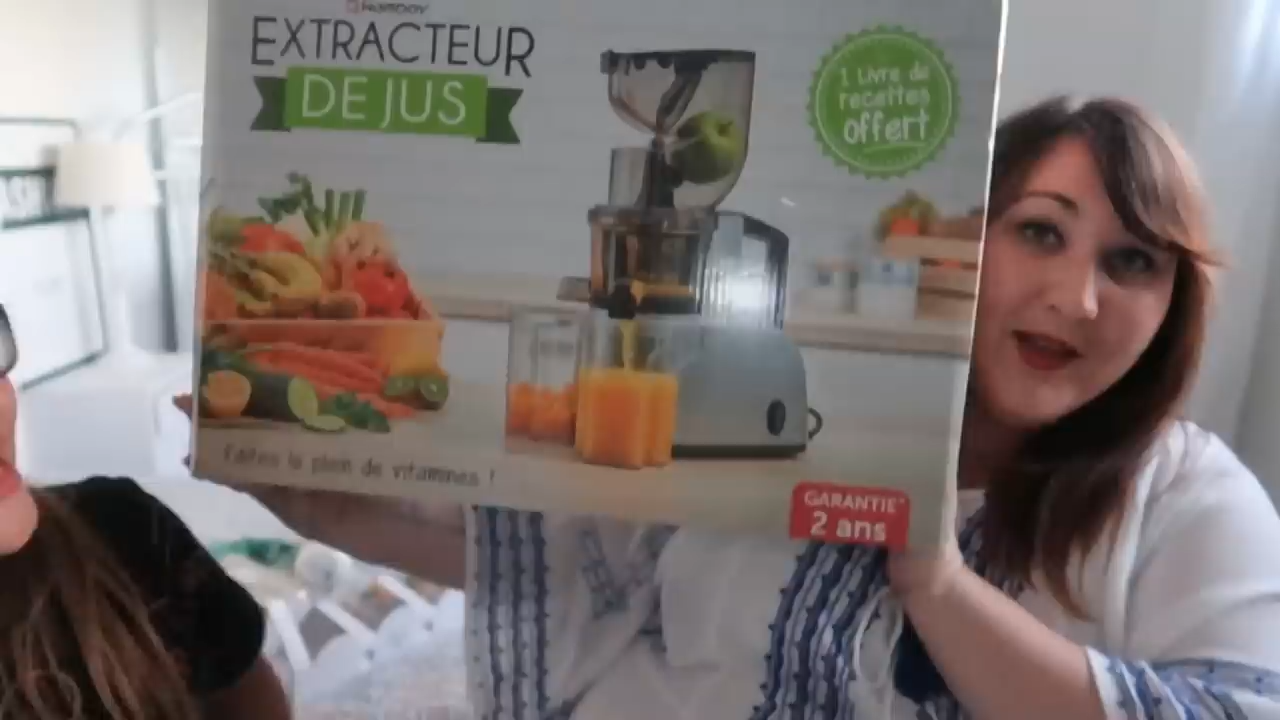 EXTRACTEUR
DE JUS
1 Livre de
recettes
offert
Faites le plein de vitamines !
GARANTIE*
2 ans